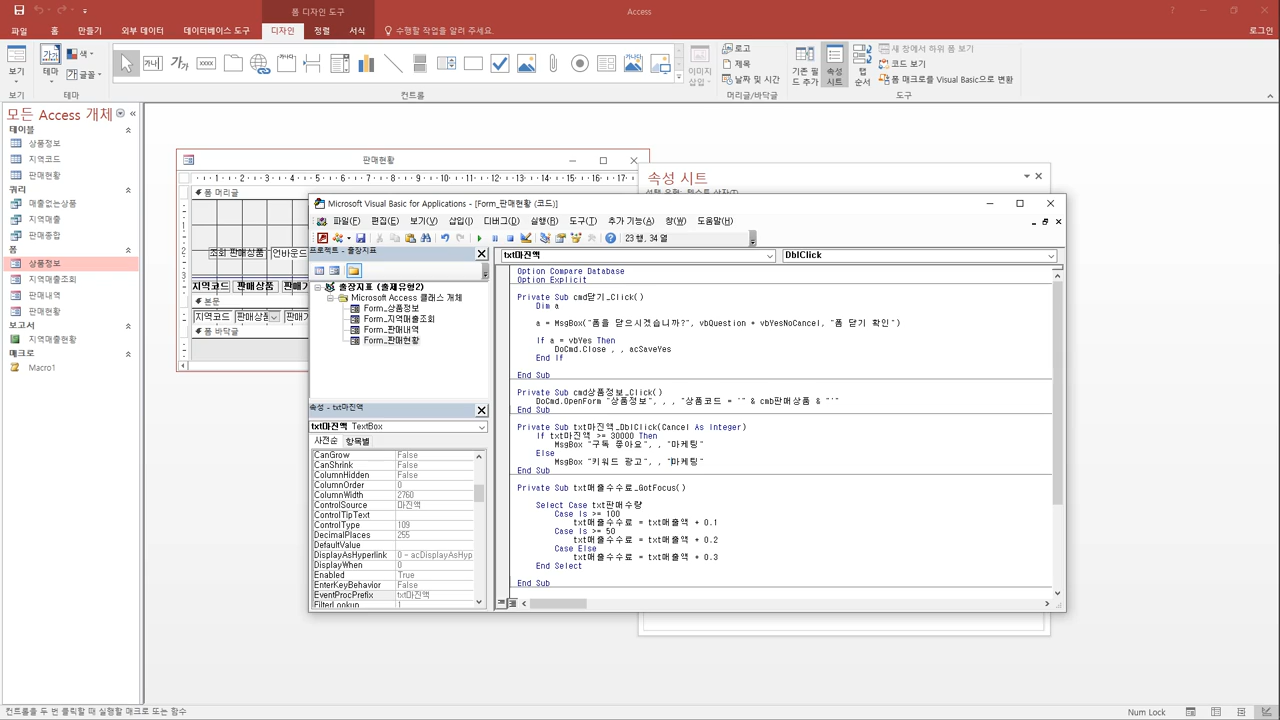 폼 디자인 도구
Access
파일 홈 만들기 외부 데이터 데이터베이스 도구 디자인 정렬 서식 수행할 작업을 알려 주세요.
로그인
보기
테마
색
글꼴
이미지 삽입
로고
제목
날짜 및 시간
기존 필드 추가
속성 시트
탭 순서
새 창에서 하위 폼 보기
코드 보기
폼 매크로를 Visual Basic으로 변환
보기 테마 컨트롤 머리글/바닥글 도구
모든 Access 개체
테이블
상품정보
지역코드
판매현황
쿼리
매출없는상품
지역매출
판매종합
폼
상품정보
지역매출조회
판매내역
판매현황
보고서
지역매출현황
매크로
Macro1
판매현황
폼 머리글
조회 판매상품 언바운드
지역코드 판매상품
본문
지역코드 판매상품
폼 바닥글
속성 시트
Microsoft Visual Basic for Applications - [Form_판매현황 (코드)]
파일(F) 편집(E) 보기(V) 삽입(I) 디버그(D) 실행(R) 도구(T) 추가 기능(A) 창(W) 도움말(H)
23 행, 34 열
프로젝트 - 출장지표
출장지표 (출제유형2)
Microsoft Access 클래스 개체
Form_상품정보
Form_지역매출조회
Form_판매내역
Form_판매현황
속성 - txt마진액
txt마진액 TextBox
사전순 항목별
CanGrow False
CanShrink False
ColumnHidden False
ColumnOrder 0
ColumnWidth 2760
ControlSource 마진액
ControlTipText
ControlType 109
DecimalPlaces 255
DefaultValue
DisplayAsHyperlink 0 - acDisplayAsHyp
DisplayWhen 0
Enabled True
EnterKeyBehavior False
EventProcPrefix txt마진액
FilterLookup 1
txt마진액 DblClick
Option Compare Database
Option Explicit
Private Sub cmd닫기_Click()
Dim a
a = MsgBox("폼을 닫으시겠습니까?", vbQuestion + vbYesNoCancel, "폼 닫기 확인")
If a = vbYes Then
DoCmd.Close , , acSaveYes
End If
End Sub
Private Sub cmd상품정보_Click()
DoCmd.OpenForm "상품정보", , , "상품코드 = '" & cmb판매상품 & "'"
End Sub
Private Sub txt마진액_DblClick(Cancel As Integer)
If txt마진액 >= 30000 Then
MsgBox "구독 좋아요", , "마케팅"
Else
MsgBox "키워드 광고", , "마케팅"
End Sub
Private Sub txt매출수수료_GotFocus()
Select Case txt판매수량
Case Is >= 100
txt매출수수료 = txt매출액 * 0.1
Case Is >= 50
txt매출수수료 = txt매출액 * 0.2
Case Else
txt매출수수료 = txt매출액 * 0.3
End Select
End Sub
컨트롤을 두 번 클릭할 때 실행할 매크로 또는 함수
Num Lock